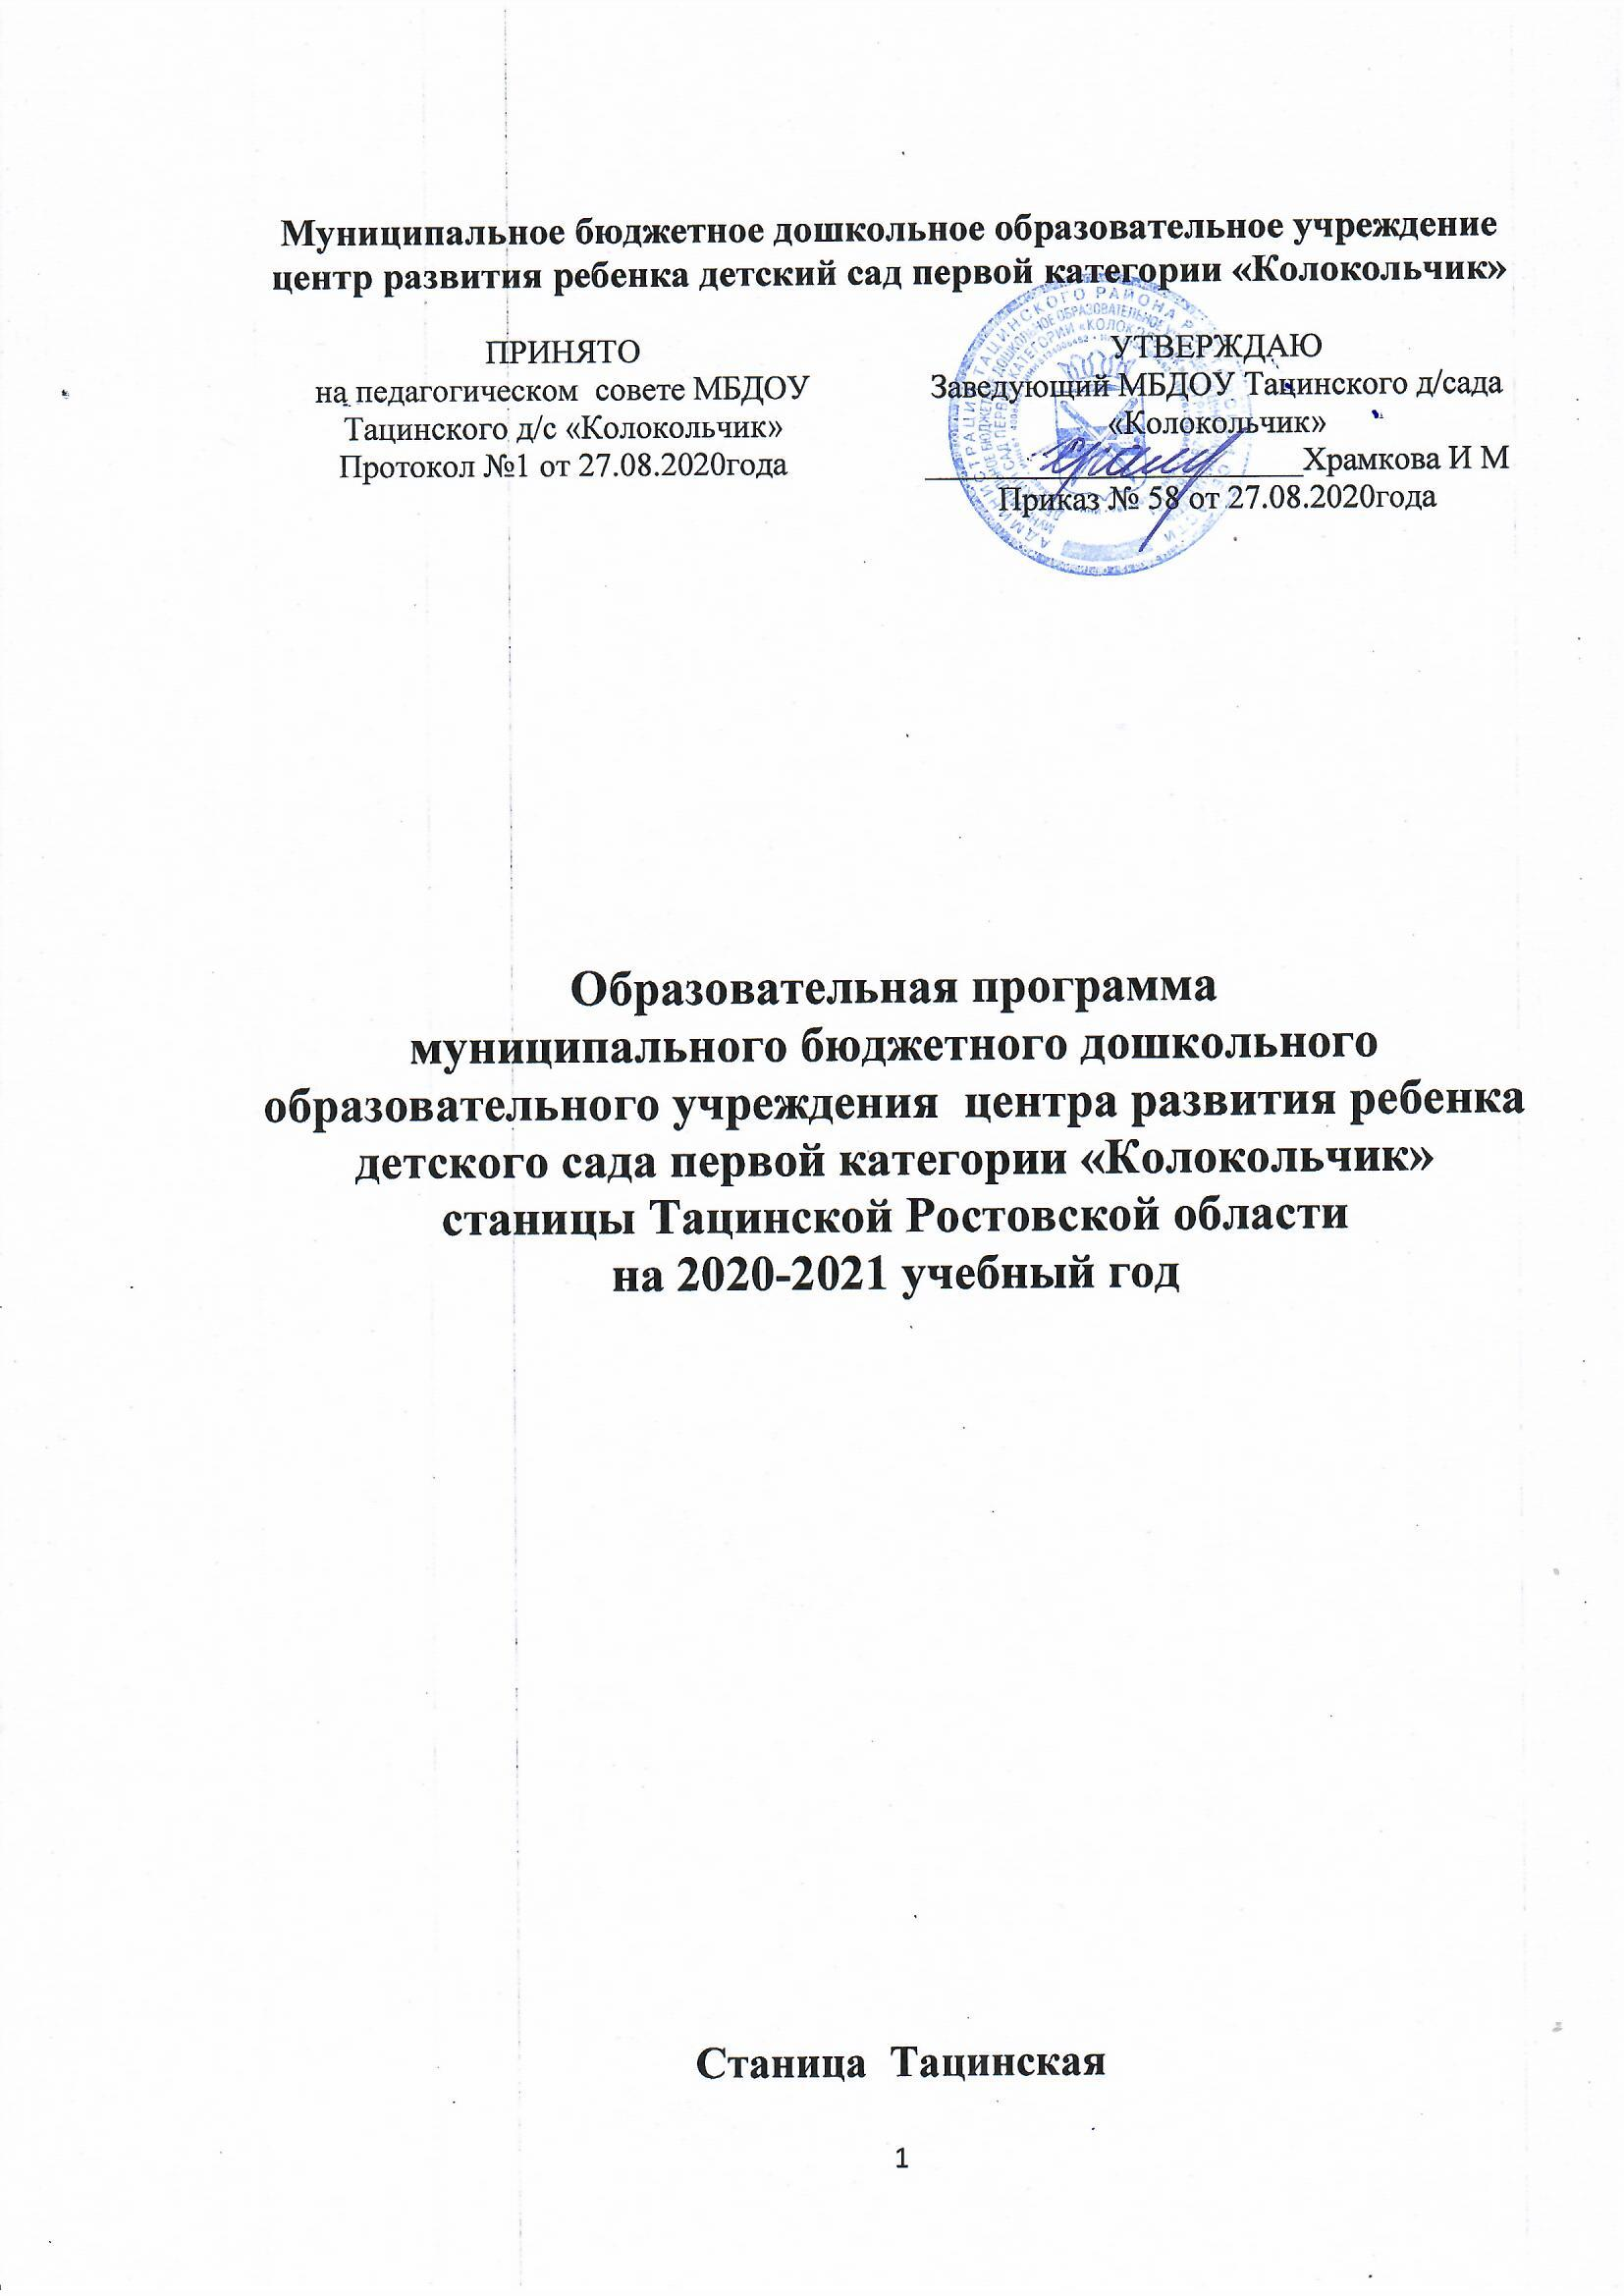 Муниципальное бюджетное дошкольное образовательное учреждение
центр развития ребенка детский сад первой категории «Колокольчик»
ПРИНЯТО
на педагогическом совете МБДОУ
Тацинского д/с «Колокольчик»
Протокол №1 от 27.08.2020года
УТВЕРЖДАЮ
Заведующий МБДОУ Тацинского д/сада
«Колокольчик»
Храмкова И М
Приказ № 58 от 27.08.2020года
Образовательная программа
муниципального бюджетного дошкольного
образовательного учреждения центра развития ребенка
детского сада первой категории «Колокольчик»
станицы Тацинской Ростовской области
на 2020-2021 учебный год
Станица Тацинская
1